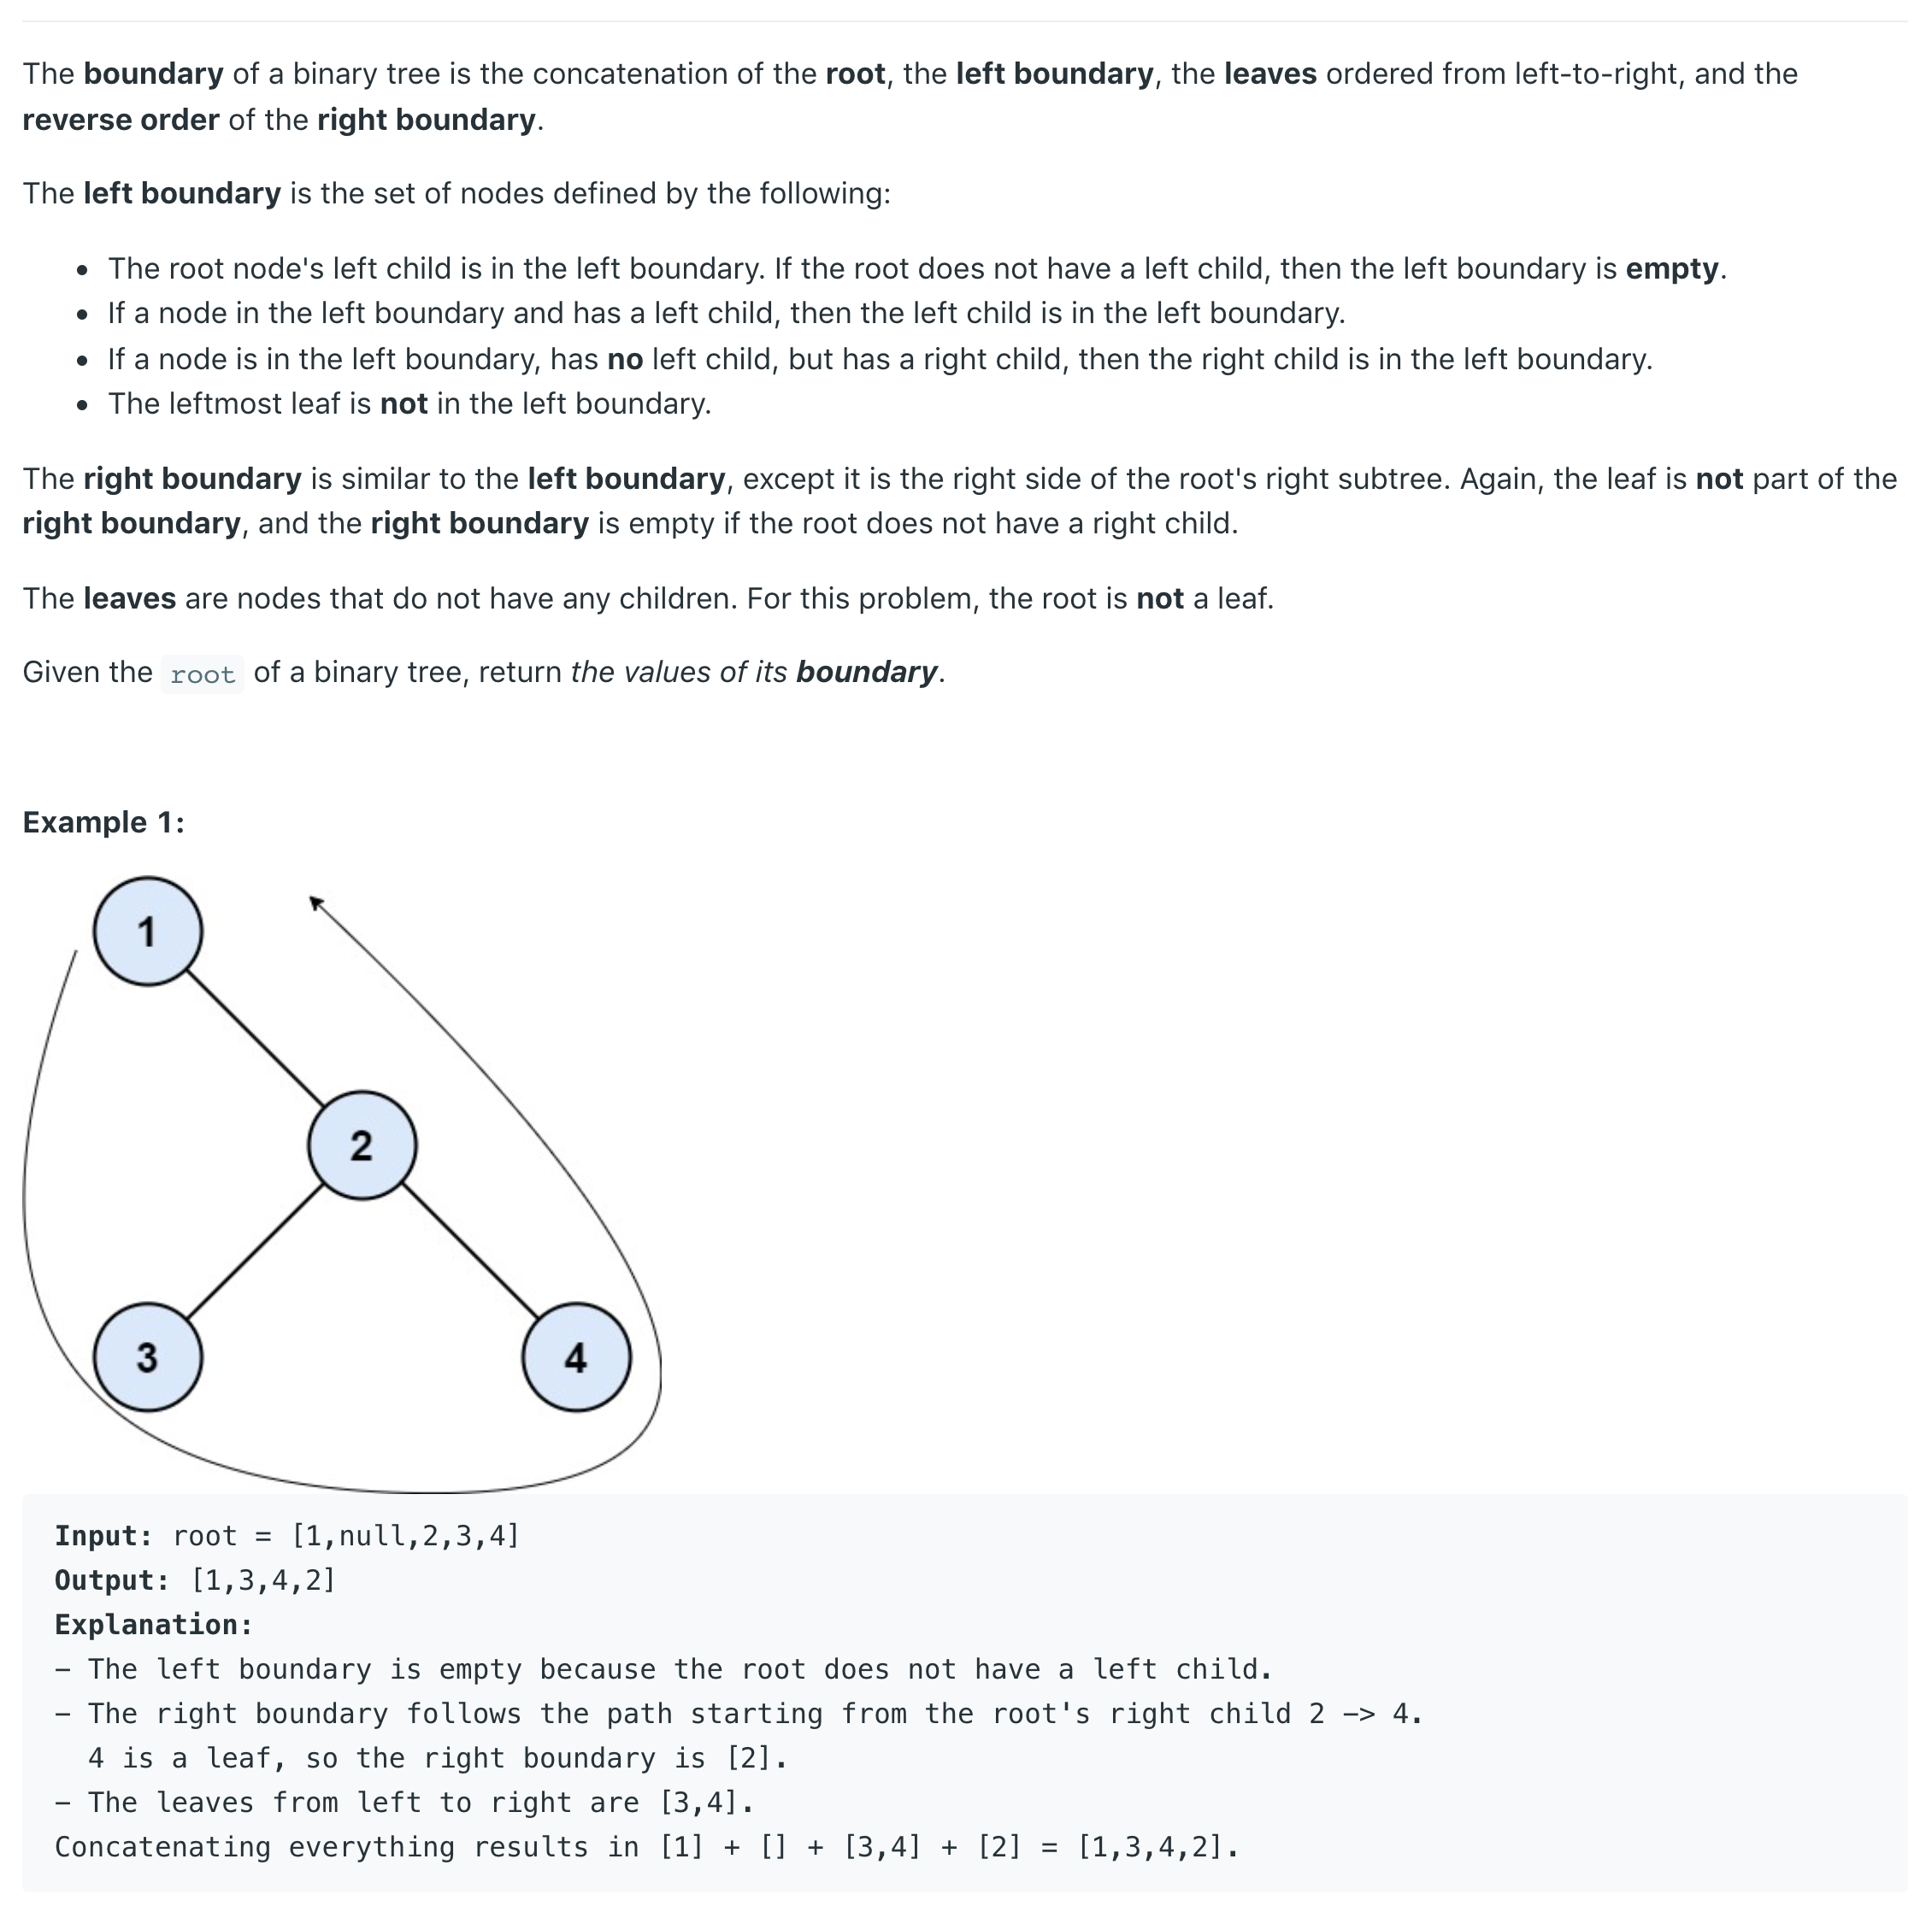 The boundary of a binary tree is the concatenation of the root, the left boundary, the leaves ordered from left-to-right, and the
reverse order of the right boundary.
The left boundary is the set of nodes defined by the following:
• The root node's left child is in the left boundary. If the root does not have a left child, then the left boundary is empty.
• If a node in the left boundary and has a left child, then the left child is in the left boundary.
• If a node is in the left boundary, has no left child, but has a right child, then the right child is in the left boundary.
• The leftmost leaf is not in the left boundary.
The right boundary is similar to the left boundary, except it is the right side of the root's right subtree. Again, the leaf is not part of the
right boundary, and the right boundary is empty if the root does not have a right child.
The leaves are nodes that do not have any children. For this problem, the root is not a leaf.
Given the root of a binary tree, return the values of its boundary.
Example 1:
1
2
3 4
Input: root = [1,null,2,3,4]
Output: [1,3,4,2]
Explanation:
– The left boundary is empty because the root does not have a left child.
– The right boundary follows the path starting from the root's right child 2 –> 4.
4 is a leaf, so the right boundary is [2].
– The leaves from left to right are [3,4].
Concatenating everything results in [1] + [] + [3,4] + [2] = [1,3,4,2].